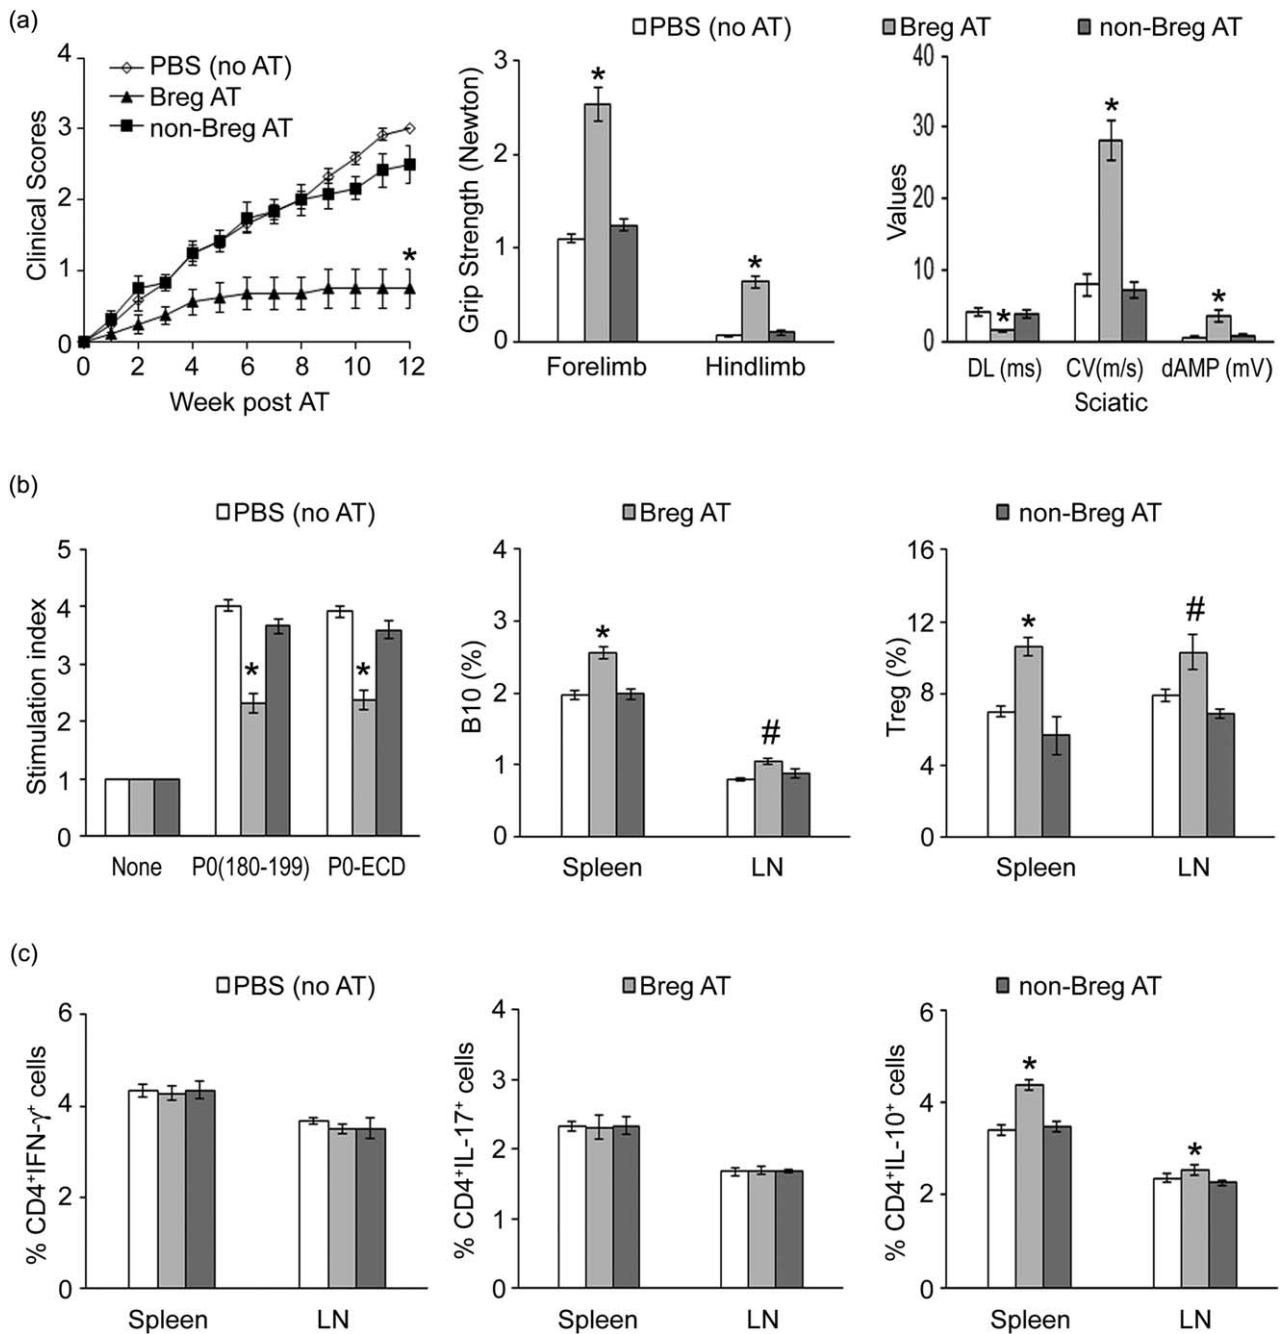 (a)
PBS (no AT)
Breg AT
non-Breg AT
Clinical Scores
4
3
2
1
0
0 2 4 6 8 10 12
Week post AT
*
PBS (no AT) Breg AT non-Breg AT
Grip Strength (Newton)
3
2
1
0
* *
Forelimb Hindlimb
Values
40
30
20
10
0
* * *
DL (ms) CV(m/s) dAMP (mV)
Sciatic
(b)
PBS (no AT) Breg AT non-Breg AT
Stimulation index
5
4
3
2
1
0
* *
None P0(180-199) P0-ECD
B10 (%)
4
3
2
1
0
* #
Spleen LN
Treg (%)
16
12
8
4
0
* #
Spleen LN
(c)
PBS (no AT) Breg AT non-Breg AT
% CD4⁺IFN-γ⁺ cells
6
4
2
0
Spleen LN
% CD4⁺IL-17⁺ cells
4
3
2
1
0
Spleen LN
% CD4⁺IL-10⁺ cells
6
4
2
0
* *
Spleen LN